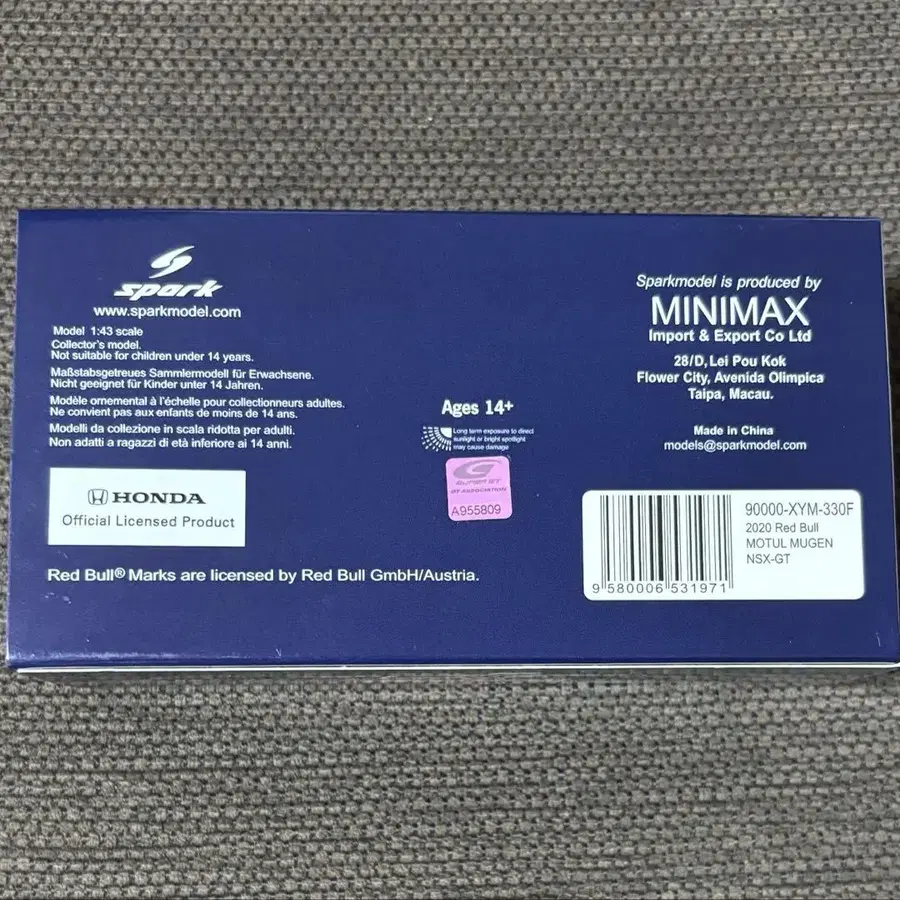 spark
www.sparkmodel.com
Model 1:43 scale
Collector's model.
Not suitable for children under 14 years.
Maßstabsgetreues Sammlermodell für Erwachsene.
Nicht geeignet für Kinder unter 14 Jahren.
Modèle ornemental à l'échelle pour collectionneurs adultes.
Ne convient pas aux enfants de moins de 14 ans.
Modelli da collezione in scala ridotta per adulti.
Non adatti a ragazzi di età inferiore ai 14 anni.
HONDA
Official Licensed Product
Red Bull® Marks are licensed by Red Bull GmbH/Austria.
Ages 14+
Long term exposure to direct
sunlight or bright spotlight
may cause damage
SUPER GT
GT ASSOCIATION
A955809
Sparkmodel is produced by
MINIMAX
Import & Export Co Ltd
28/D, Lei Pou Kok
Flower City, Avenida Olimpica
Taipa, Macau.
Made in China
models@sparkmodel.com
90000-XYM-330F
2020 Red Bull
MOTUL MUGEN
NSX-GT
9 580006 531971